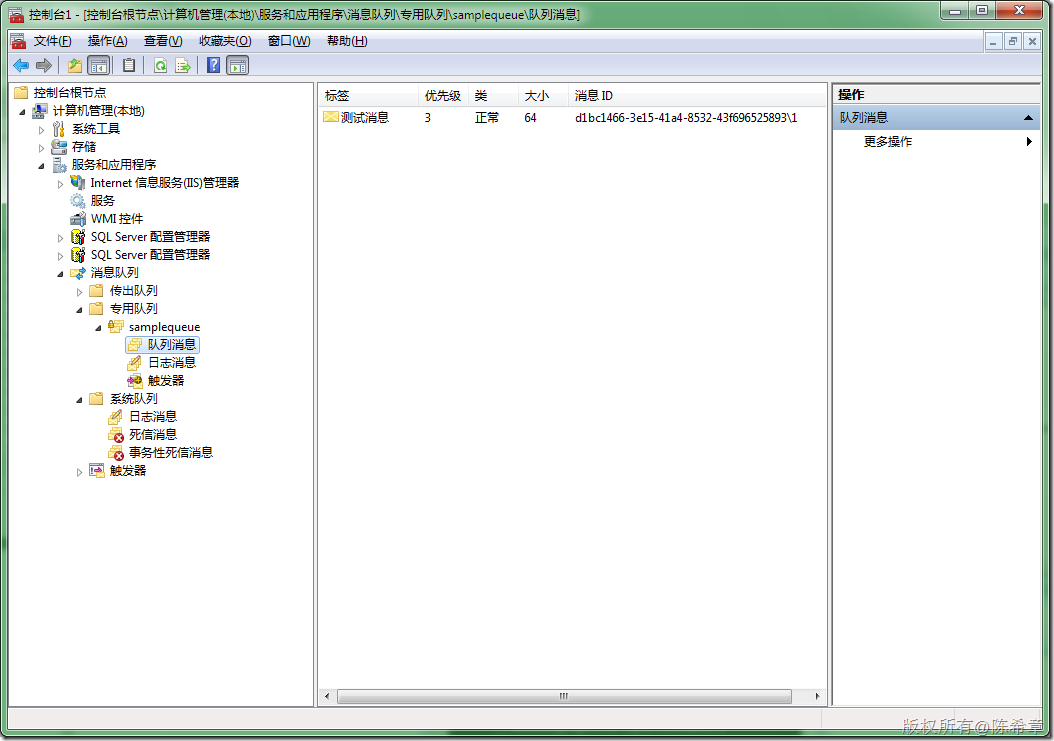 控制台1 - [控制台根节点\计算机管理(本地)\服务和应用程序\消息队列\专用队列\samplequeue\队列消息]
文件(F) 操作(A) 查看(V) 收藏夹(O) 窗口(W) 帮助(H)
控制台根节点
计算机管理(本地)
系统工具
存储
服务和应用程序
Internet 信息服务(IIS)管理器
服务
WMI 控件
SQL Server 配置管理器
SQL Server 配置管理器
消息队列
传出队列
专用队列
samplequeue
队列消息
日志消息
触发器
系统队列
日志消息
死信消息
事务性死信消息
触发器
标签 优先级 类 大小 消息 ID
测试消息 3 正常 64 d1bc1466-3e15-41a4-8532-43f696525893\1
操作
队列消息
更多操作
版权所有@陈希章